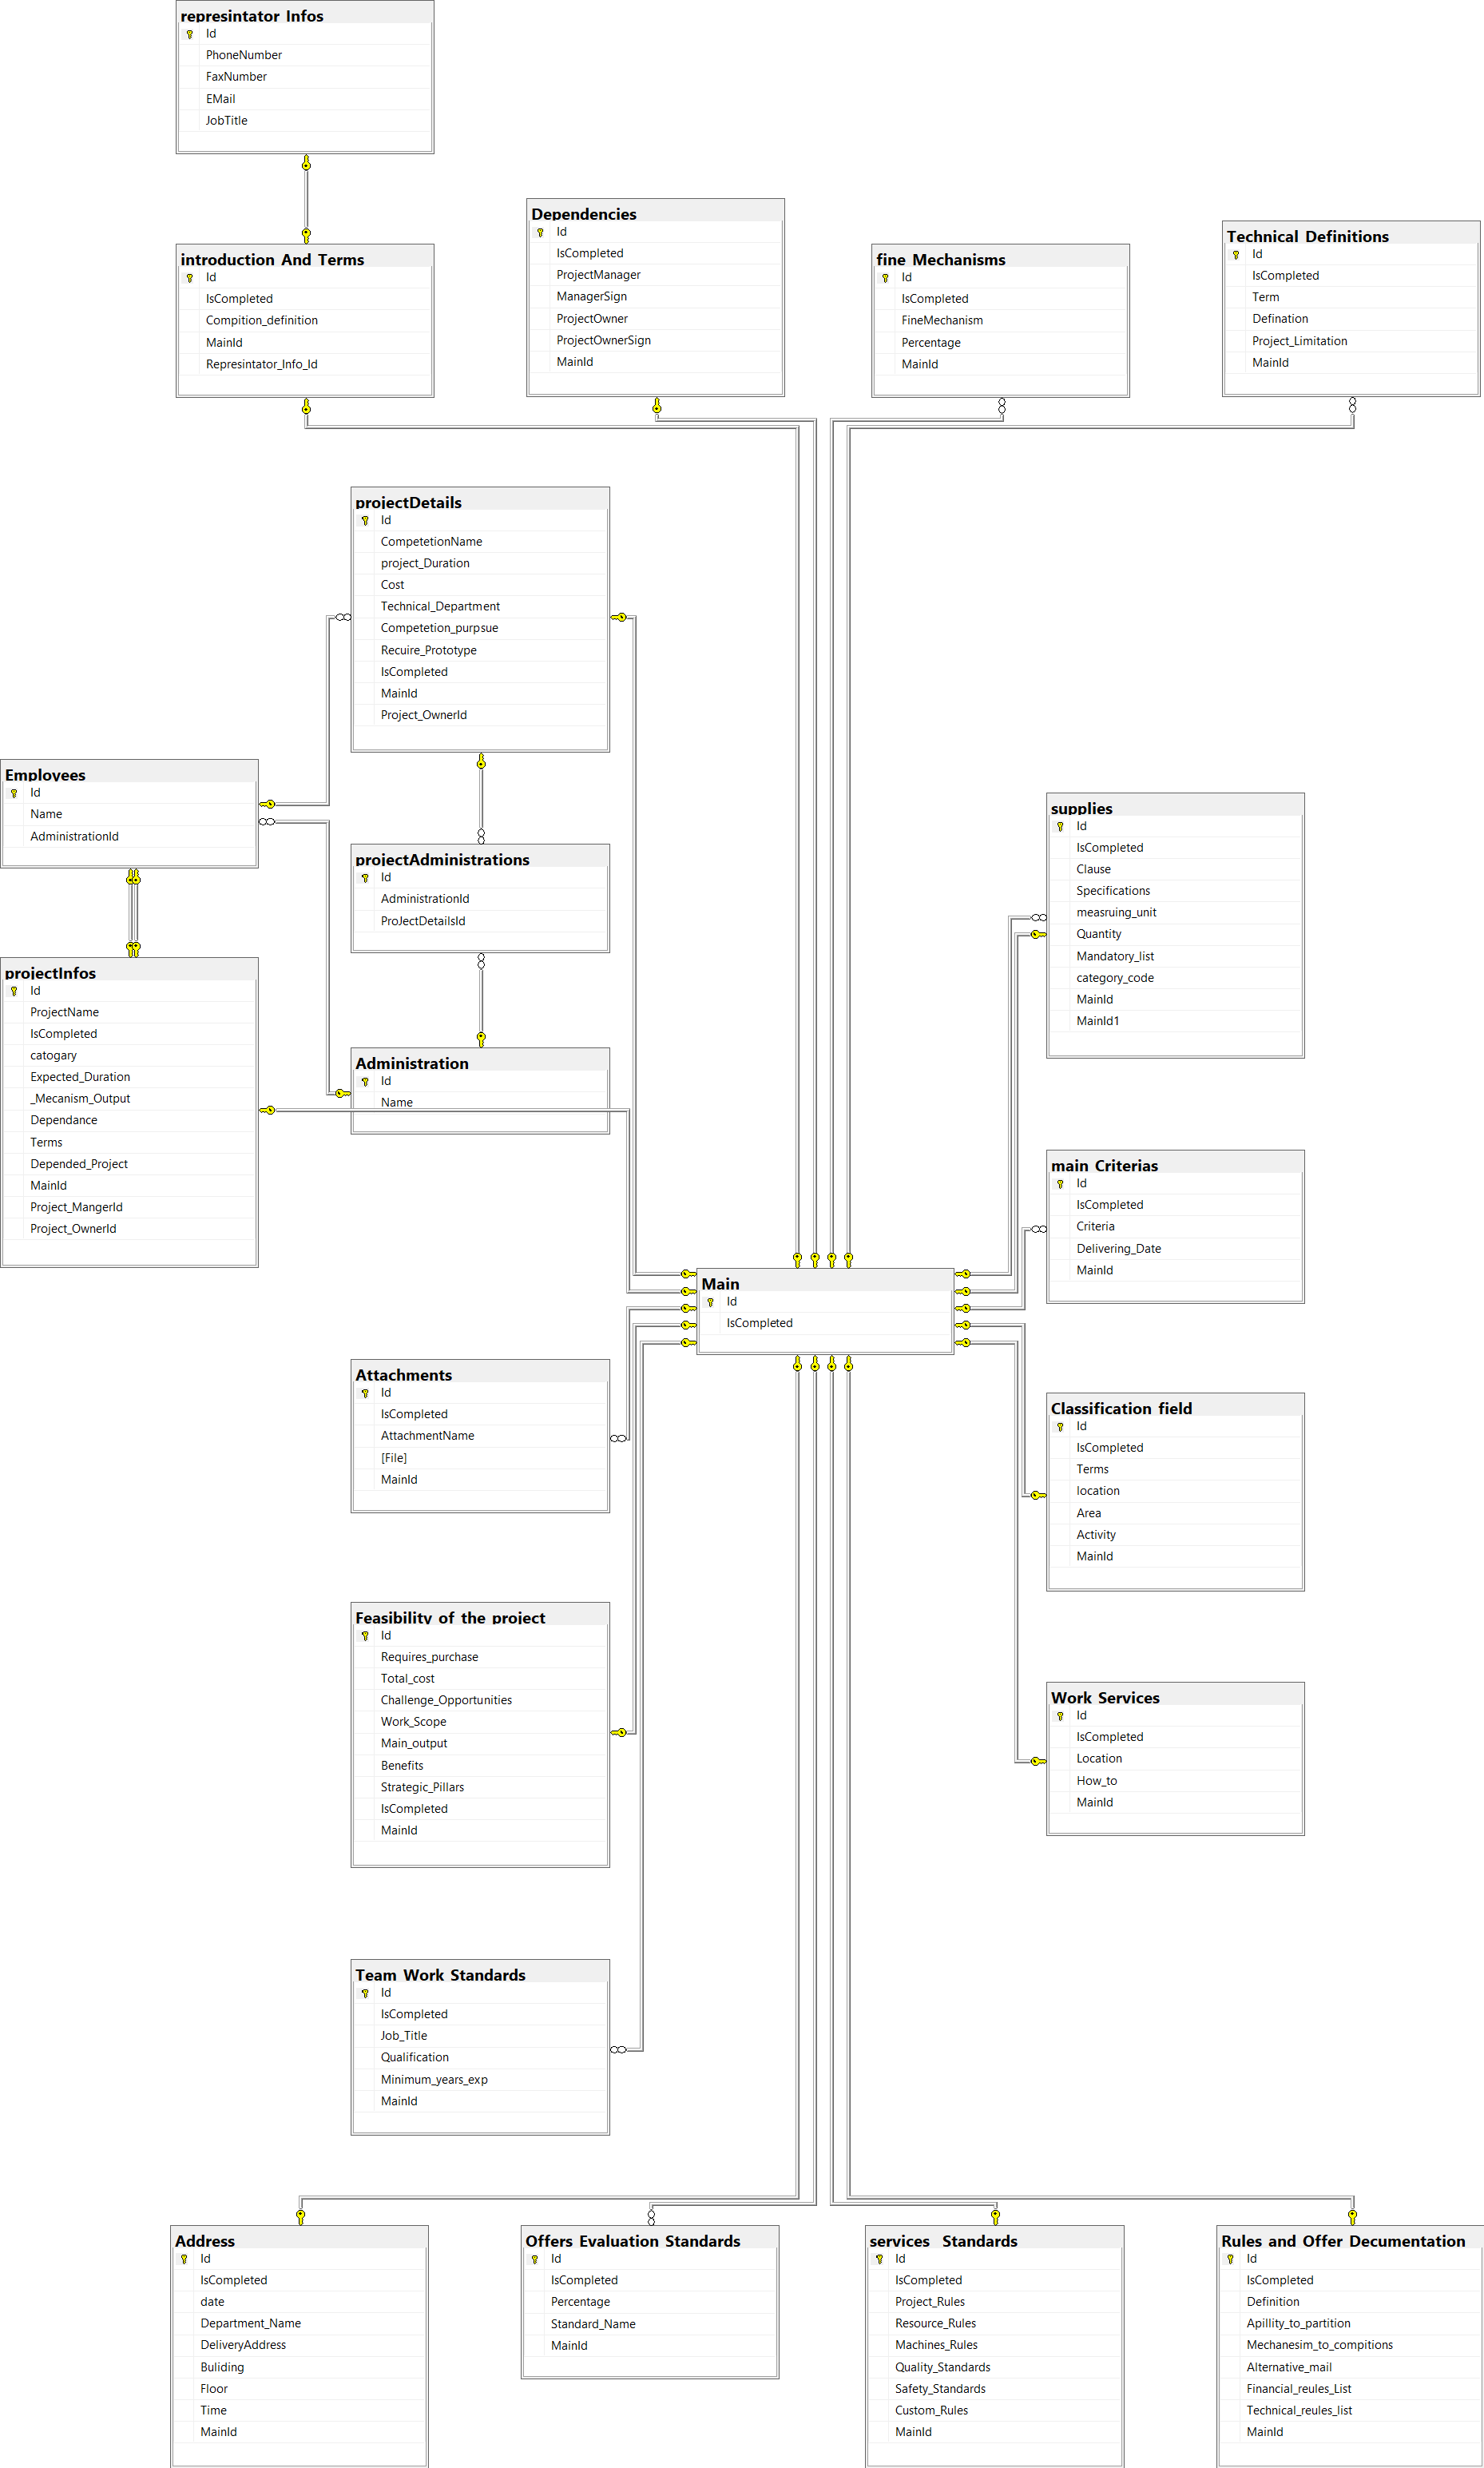 represintator Infos
Id
PhoneNumber
FaxNumber
EMail
JobTitle
introduction And Terms
Id
IsCompleted
Compition_definition
MainId
Represintator_Info_Id
Dependencies
Id
IsCompleted
ProjectManager
ManagerSign
ProjectOwner
ProjectOwnerSign
MainId
fine Mechanisms
Id
IsCompleted
FineMechanism
Percentage
MainId
Technical Definitions
Id
IsCompleted
Term
Defination
Project_Limitation
MainId
projectDetails
Id
CompetetionName
project_Duration
Cost
Technical_Department
Competetion_purpsue
Recuire_Prototype
IsCompleted
MainId
Project_OwnerId
Employees
Id
Name
AdministrationId
projectAdministrations
Id
AdministrationId
ProJectDetailsId
projectInfos
Id
ProjectName
IsCompleted
catogary
Expected_Duration
_Mecanism_Output
Dependance
Terms
Depended_Project
MainId
Project_MangerId
Project_OwnerId
Administration
Id
Name
supplies
Id
IsCompleted
Clause
Specifications
measruing_unit
Quantity
Mandatory_list
category_code
MainId
MainId1
main Criterias
Id
IsCompleted
Criteria
Delivering_Date
MainId
Main
Id
IsCompleted
Attachments
Id
IsCompleted
AttachmentName
[File]
MainId
Classification field
Id
IsCompleted
Terms
location
Area
Activity
MainId
Feasibility of the project
Id
Requires_purchase
Total_cost
Challenge_Opportunities
Work_Scope
Main_output
Benefits
Strategic_Pillars
IsCompleted
MainId
Work Services
Id
IsCompleted
Location
How_to
MainId
Team Work Standards
Id
IsCompleted
Job_Title
Qualification
Minimum_years_exp
MainId
Address
Id
IsCompleted
date
Department_Name
DeliveryAddress
Buliding
Floor
Time
MainId
Offers Evaluation Standards
Id
IsCompleted
Percentage
Standard_Name
MainId
services_ Standards
Id
IsCompleted
Project_Rules
Resource_Rules
Machines_Rules
Quality_Standards
Safety_Standards
Custom_Rules
MainId
Rules and Offer Decumentation
Id
IsCompleted
Definition
Apillity_to_partition
Mechanesim_to_compitions
Alternative_mail
Financial_reules_List
Technical_reules_list
MainId